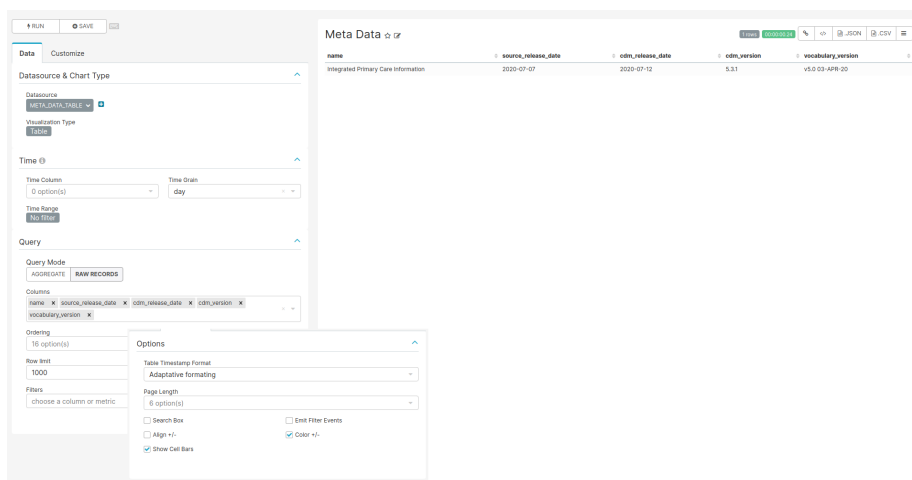 RUN
SAVE
Data
Customize
Datasource & Chart Type
Datasource
META_DATA_TABLE
Visualization Type
Table
Time
Time Column
Time Grain
0 option(s)
day
Time Range
No filter
Query
Query Mode
AGGREGATE
RAW RECORDS
Columns
name × source_release_date × cdm_release_date × cdm_version ×
vocabulary_version ×
Ordering
16 option(s)
Row limit
1000
Filters
choose a column or metric
Options
Table Timestamp Format
Adaptative formating
Page Length
6 option(s)
Search Box
Emit Filter Events
Align +/-
Color +/-
Show Cell Bars
Meta Data
1 rows 00:00:00.24 </> .JSON .CSV
name source_release_date cdm_release_date cdm_version vocabulary_version
Integrated Primary Care Information 2020-07-07 2020-07-12 5.3.1 v5.0 03-APR-20